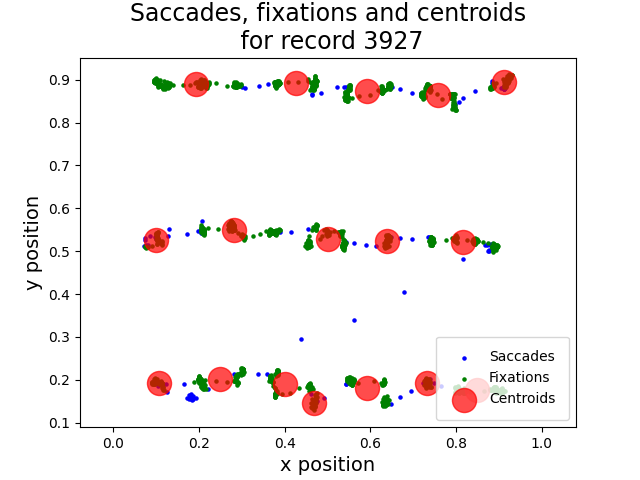 Saccades, fixations and centroids
for record 3927
y position
0.9
0.8
0.7
0.6
0.5
0.4
0.3
0.2
0.1
Saccades
Fixations
Centroids
0.0 0.2 0.4 0.6 0.8 1.0
x position